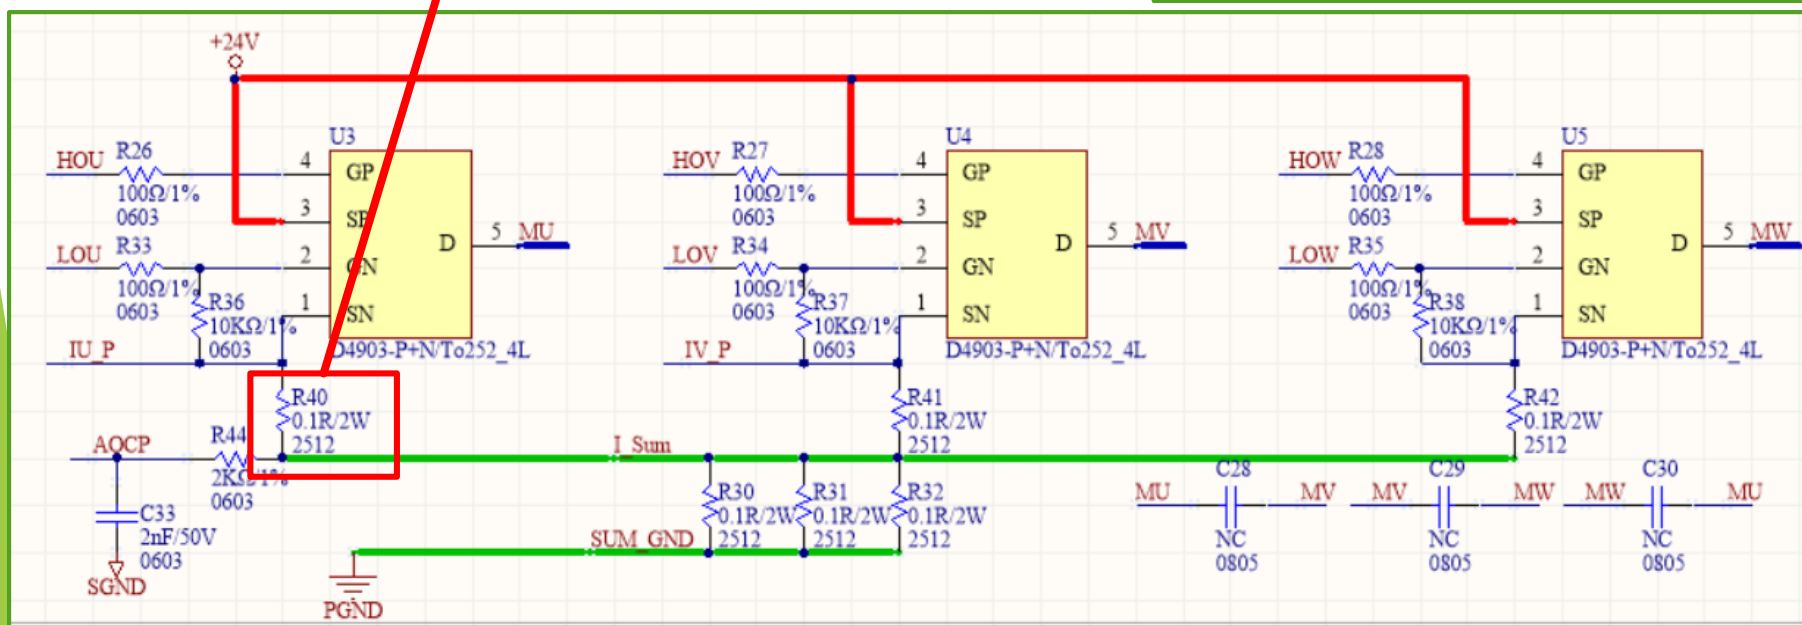 +24V
U3
U4
U5
HOU
R26
100Ω/1%
0603
4
GP
3
SP
LOU
R33
100Ω/1%
0603
2
GN
D
5
MU
R36
10KΩ/1%
0603
1
SN
IU_P
D4903-P+N/To252_4L
HOV
R27
100Ω/1%
0603
4
GP
3
SP
LOV
R34
100Ω/1%
0603
2
GN
D
5
MV
R37
10KΩ/1%
0603
1
SN
IV_P
D4903-P+N/To252_4L
HOW
R28
100Ω/1%
0603
4
GP
3
SP
LOW
R35
100Ω/1%
0603
2
GN
D
5
MW
R38
10KΩ/1%
0603
1
SN
D4903-P+N/To252_4L
R40
0.1R/2W
2512
R41
0.1R/2W
2512
R42
0.1R/2W
2512
AOCP
R44
2KΩ/1%
0603
I_Sum
C33
2nF/50V
0603
SGND
R30
0.1R/2W
2512
R31
0.1R/2W
2512
R32
0.1R/2W
2512
SUM_GND
PGND
C28
MU
MV
NC
0805
C29
MV
MW
NC
0805
C30
MW
MU
NC
0805